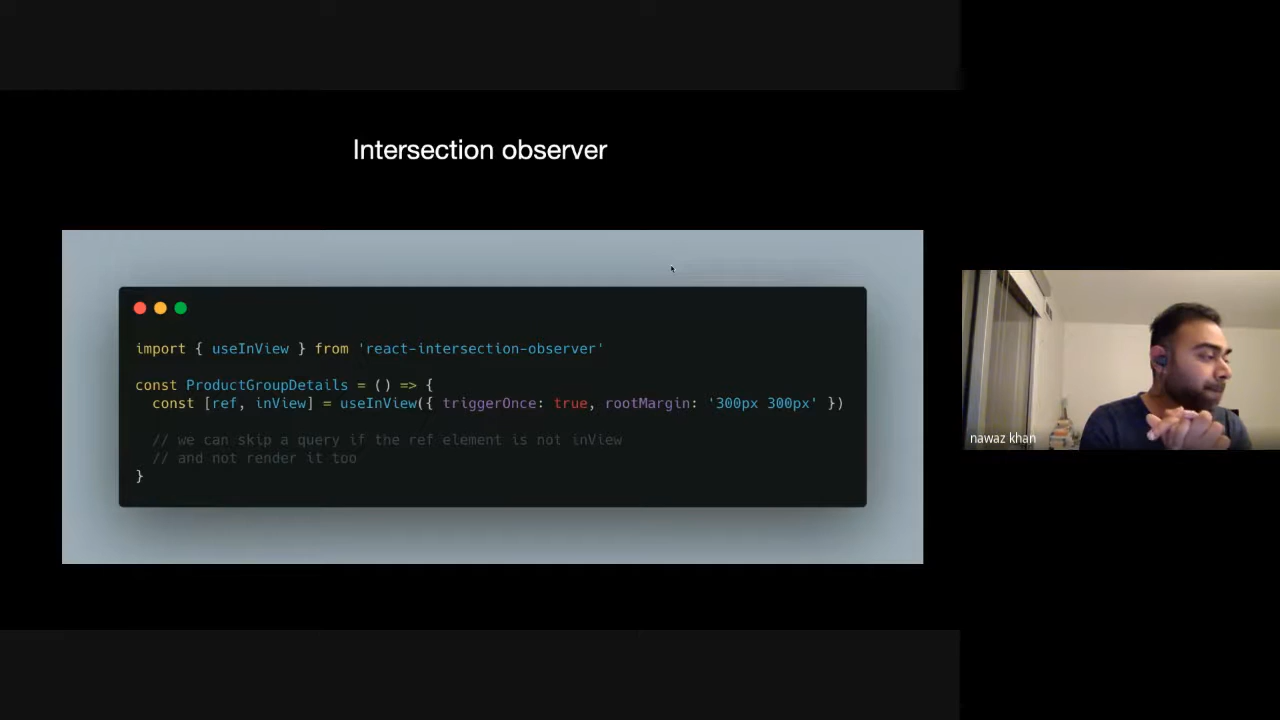 Intersection observer
import { useInView } from 'react-intersection-observer'
const ProductGroupDetails = () => {
const [ref, inView] = useInView({ triggerOnce: true, rootMargin: '300px 300px' })
// we can skip a query if the ref element is not inView
// and not render it too
}
nawaz khan